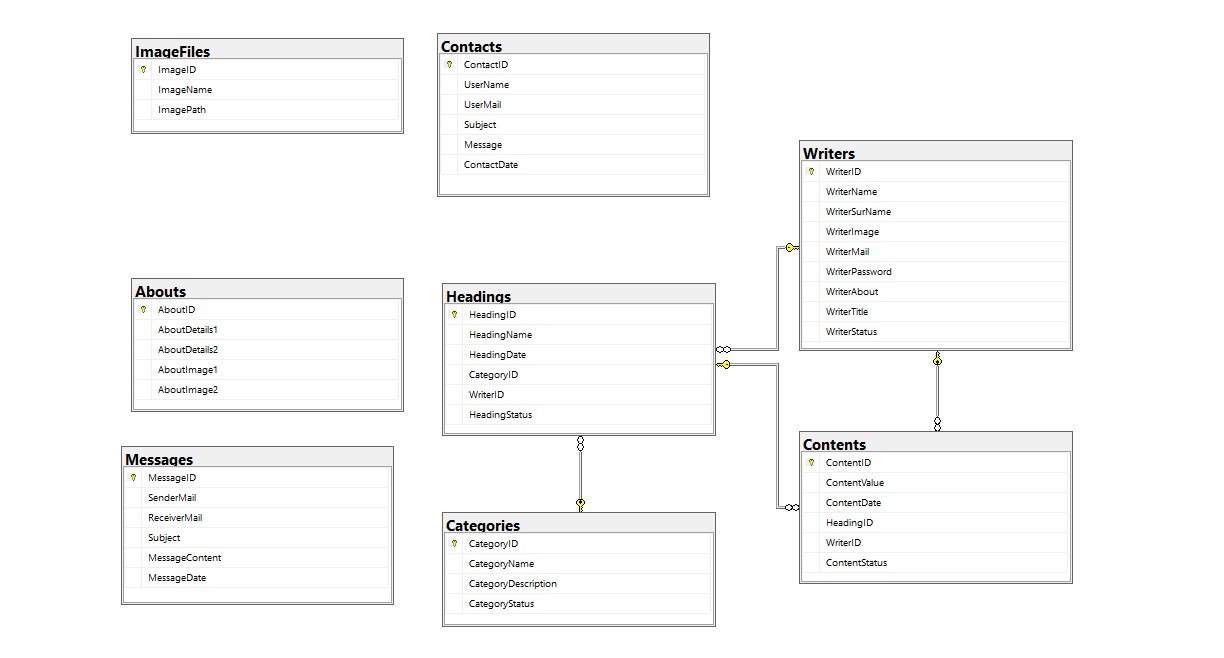 ImageFiles
ImageID
ImageName
ImagePath
Contacts
ContactID
UserName
UserMail
Subject
Message
ContactDate
Writers
WriterID
WriterName
WriterSurName
WriterImage
WriterMail
WriterPassword
WriterAbout
WriterTitle
WriterStatus
Abouts
AboutID
AboutDetails1
AboutDetails2
AboutImage1
AboutImage2
Headings
HeadingID
HeadingName
HeadingDate
CategoryID
WriterID
HeadingStatus
Messages
MessageID
SenderMail
ReceiverMail
Subject
MessageContent
MessageDate
Categories
CategoryID
CategoryName
CategoryDescription
CategoryStatus
Contents
ContentID
ContentValue
ContentDate
HeadingID
WriterID
ContentStatus